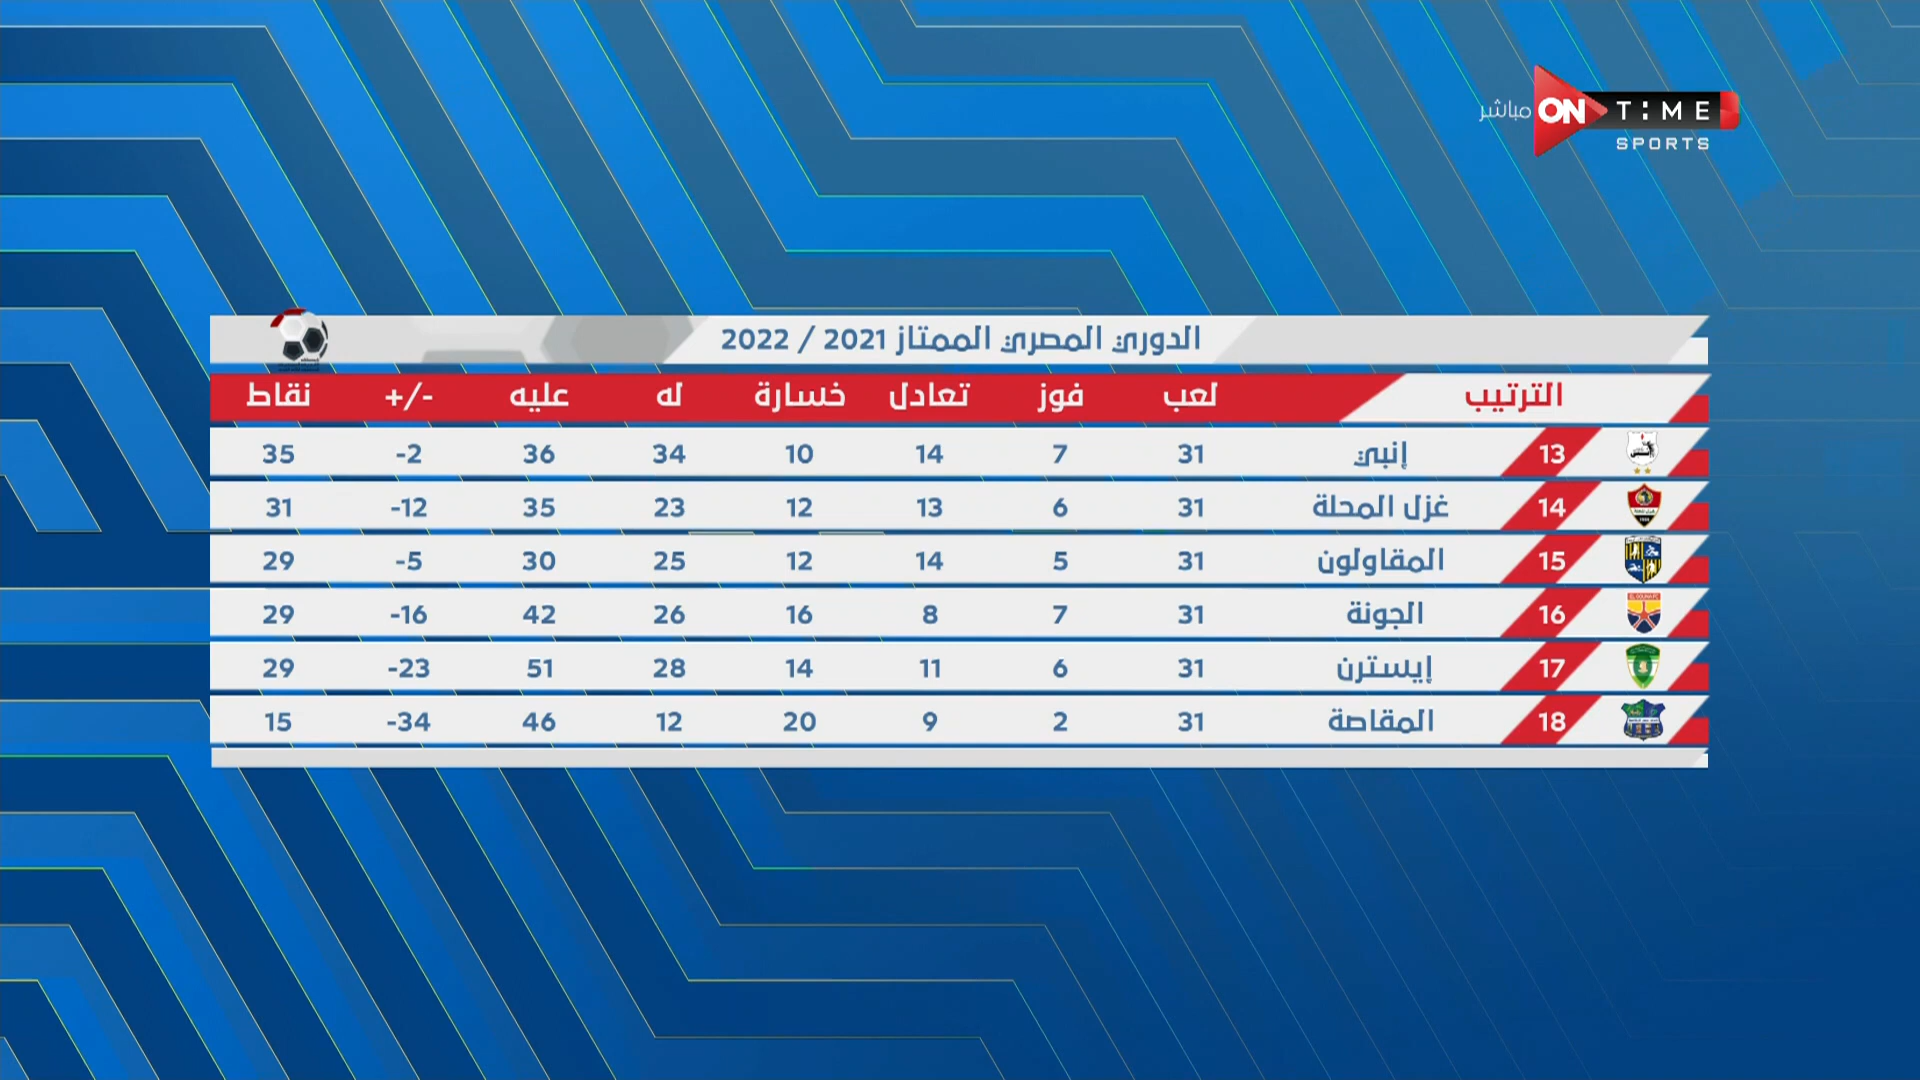 مباشر ON TIME
SPORTS
الدوري المصري الممتاز 2021 / 2022
الترتيب لعب فوز تعادل خسارة له عليه +/- نقاط
13 إنبي 31 7 14 10 34 36 -2 35
14 غزل المحلة 31 6 13 12 23 35 -12 31
15 المقاولون 31 5 14 12 25 30 -5 29
16 الجونة 31 7 8 16 26 42 -16 29
17 إيسترن 31 6 11 14 28 51 -23 29
18 المقاصة 31 2 9 20 12 46 -34 15